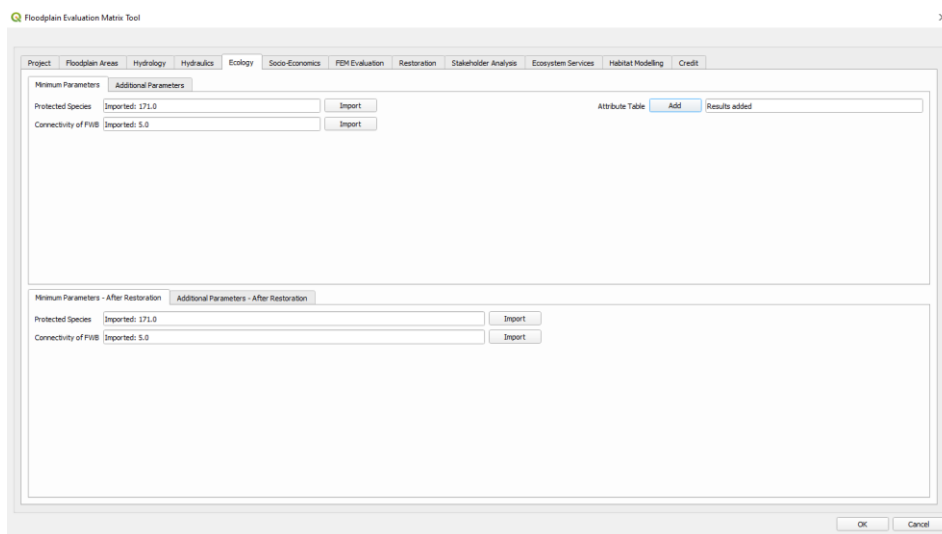 Floodplain Evaluation Matrix Tool
Project Floodplain Areas Hydrology Hydraulics Ecology Socio-Economics FEM Evaluation Restoration Stakeholder Analysis Ecosystem Services Habitat Modelling Credit
Minimum Parameters Additional Parameters
Protected Species Imported: 171.0 Import Attribute Table Add Results added
Connectivity of FWB Imported: 5.0 Import
Minimum Parameters - After Restoration Additional Parameters - After Restoration
Protected Species Imported: 171.0 Import
Connectivity of FWB Imported: 5.0 Import
OK Cancel